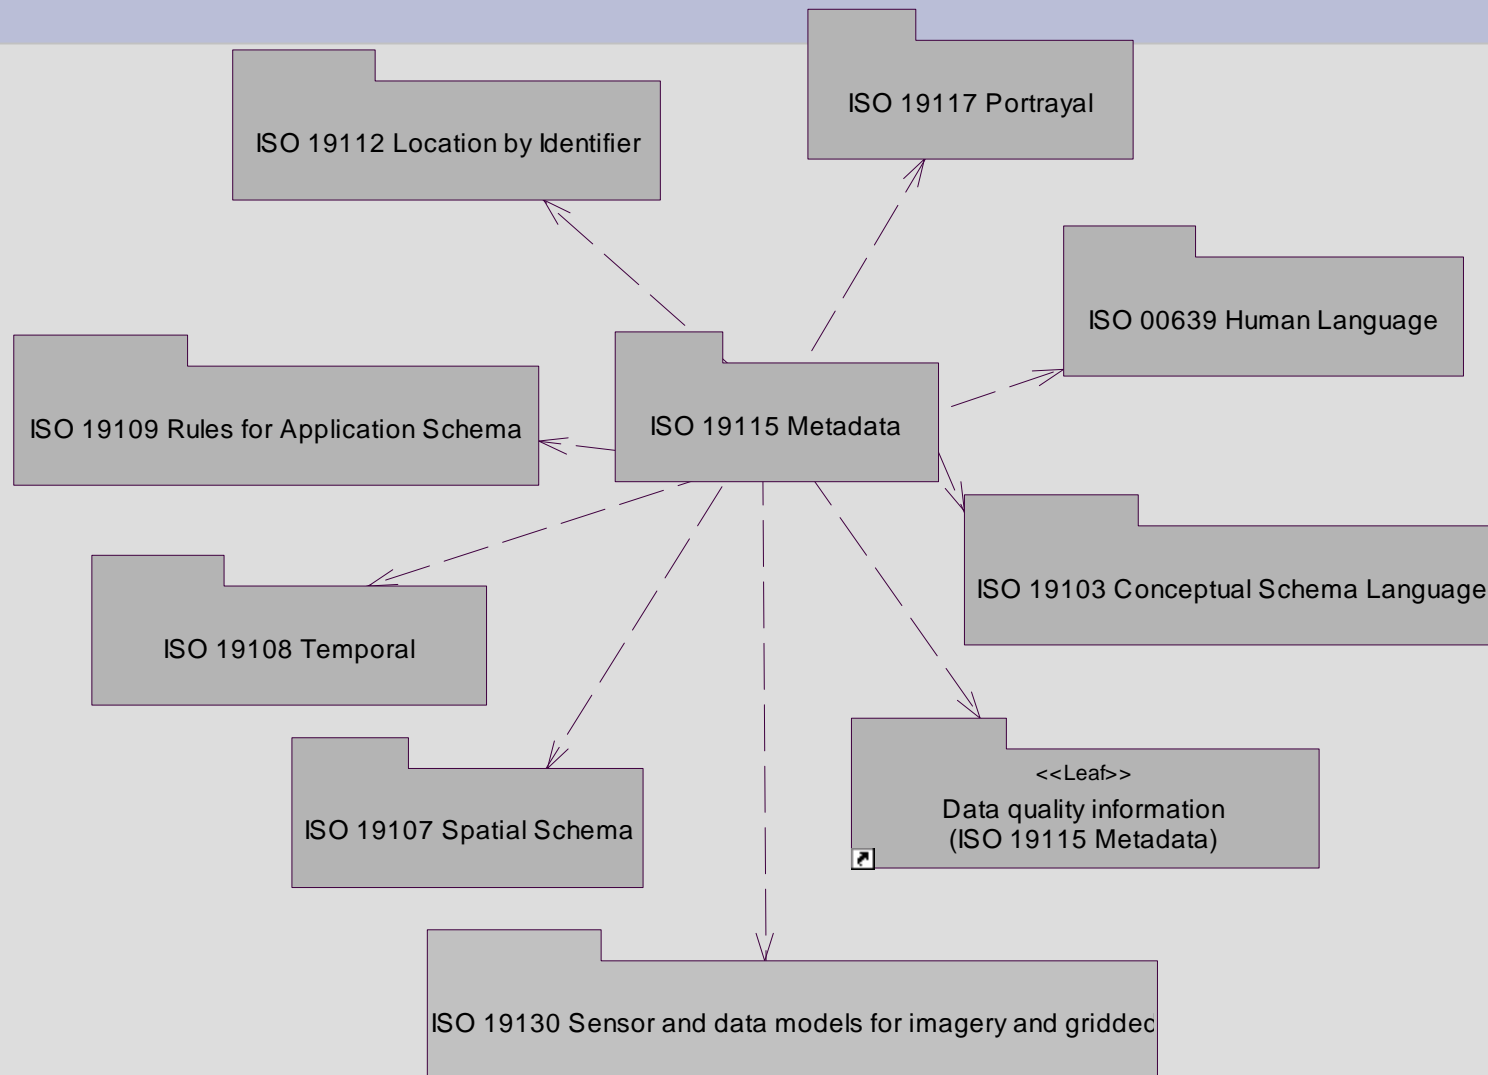 ISO 19117 Portrayal
ISO 19112 Location by Identifier
ISO 00639 Human Language
ISO 19115 Metadata
ISO 19109 Rules for Application Schema
ISO 19103 Conceptual Schema Language
ISO 19108 Temporal
<<Leaf>>
Data quality information
(ISO 19115 Metadata)
ISO 19107 Spatial Schema
ISO 19130 Sensor and data models for imagery and gridded